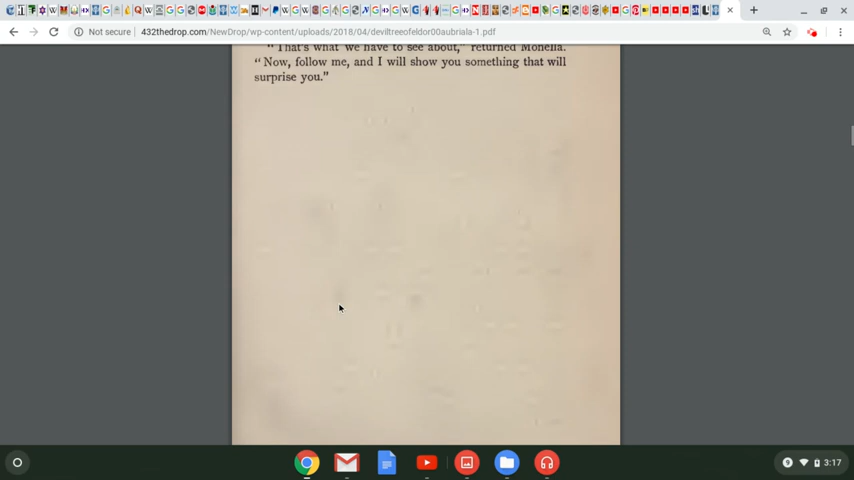 Not secure | 432thedrop.com/NewDrop/wp-content/uploads/2018/04/deviltreeofeldor00aubriala-1.pdf
“ That's what we have to see about,” returned Monella.
“ Now, follow me, and I will show you something that will
surprise you.”
3:17